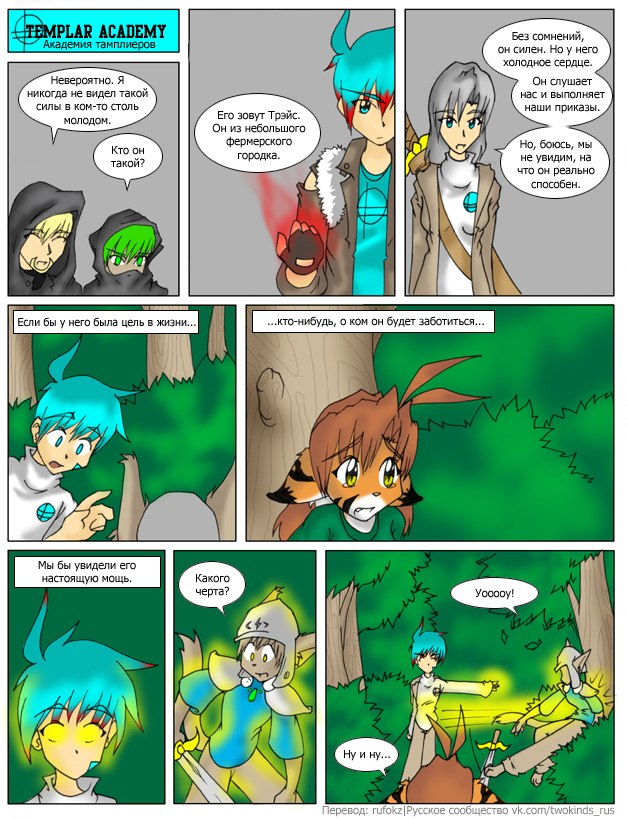 TEMPLAR ACADEMY
Академия тамплиеров
Невероятно. Я
никогда не видел такой
силы в ком-то столь
молодом.
Кто он
такой?
Его зовут Трэйс.
Он из небольшого
фермерского
городка.
Без сомнений,
он силен. Но у него
холодное сердце.
Он слушает
нас и выполняет
наши приказы.
Но, боюсь, мы
не увидим, на
что он реально
способен.
Если бы у него была цель в жизни...
...кто-нибудь, о ком он будет заботиться...
Мы бы увидели его
настоящую мощь.
Какого
черта?
Уооооу!
Ну и ну...
Перевод: rufokz|Русское сообщество vk.com/twokinds_rus